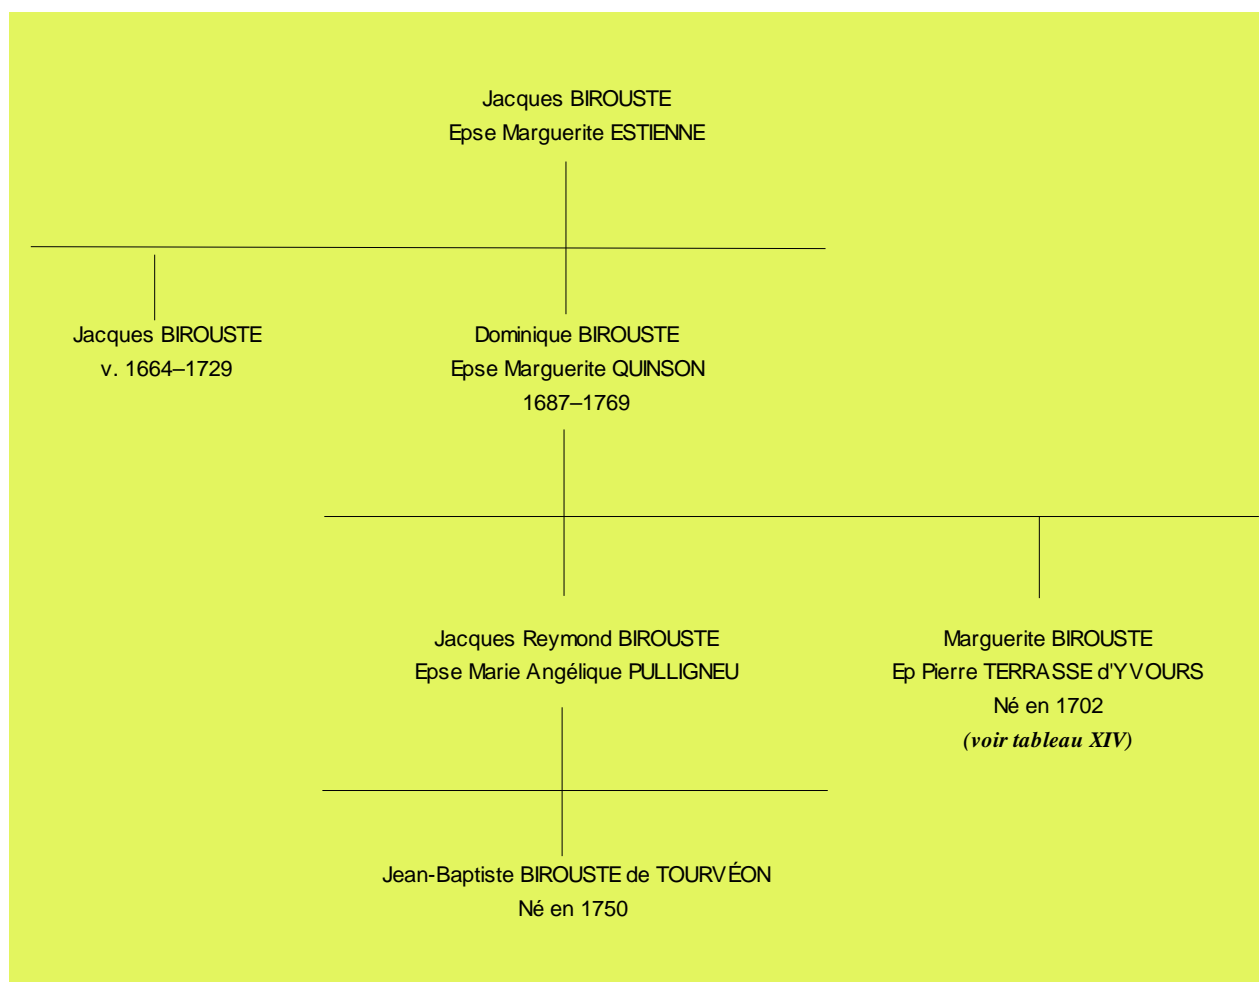 Jacques BIROUSTE
Epse Marguerite ESTIENNE
Jacques BIROUSTE
v. 1664–1729
Dominique BIROUSTE
Epse Marguerite QUINSON
1687–1769
Jacques Reymond BIROUSTE
Epse Marie Angélique PULLIGNEU
Marguerite BIROUSTE
Ep Pierre TERRASSE d'YVOURS
Né en 1702
(voir tableau XIV)
Jean-Baptiste BIROUSTE de TOURVÉON
Né en 1750